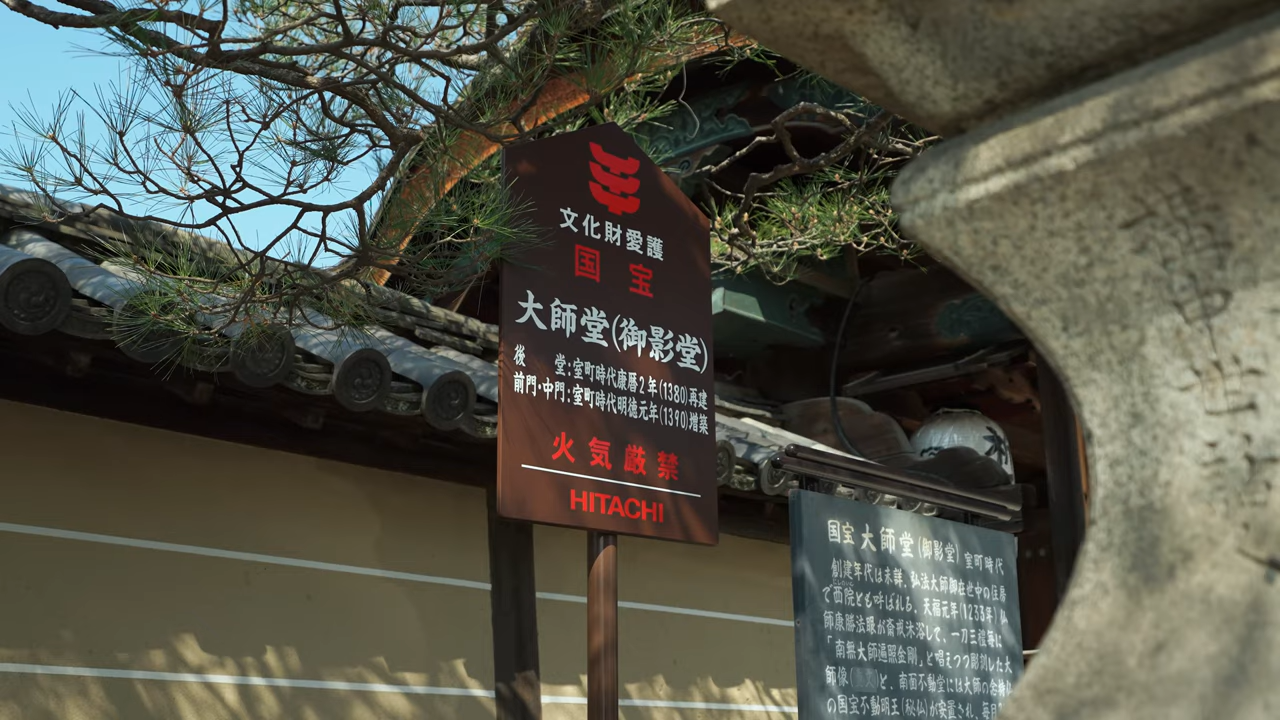 文化財愛護
国宝
大師堂(御影堂)
後 堂:室町時代康暦2年(1380)再建
前門・中門:室町時代明徳元年(1390)増築
火気厳禁
HITACHI
国宝 大師堂(御影堂) 室町時代
創建年代は未詳、弘法大師御在世中の住房
で西院とも呼ばれる。天福元年(1233年)仏
師康勝法眼が斎戒沐浴して、一刀三礼毎に
「南無大師遍照金剛」と唱えつつ彫刻した大
師像( )と、南面不動堂には大師の念持仏
の国宝不動明王(秘仏)が安置され、毎月